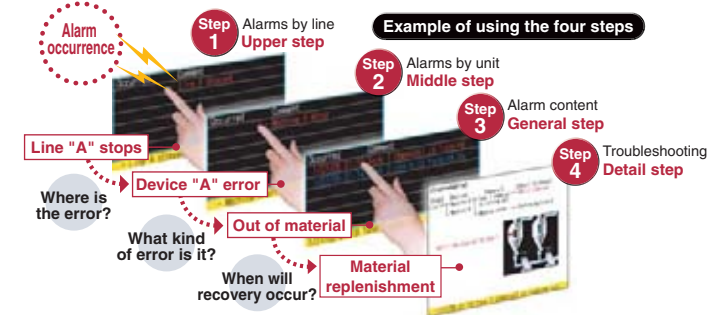 Alarm
occurrence
Example of using the four steps
Step
1
Alarms by line
Upper step
Step
2
Alarms by unit
Middle step
Step
3
Alarm content
General step
Step
4
Troubleshooting
Detail step
Line "A" stops
Where is
the error?
Device "A" error
What kind
of error is it?
Out of material
When will
recovery occur?
Material
replenishment